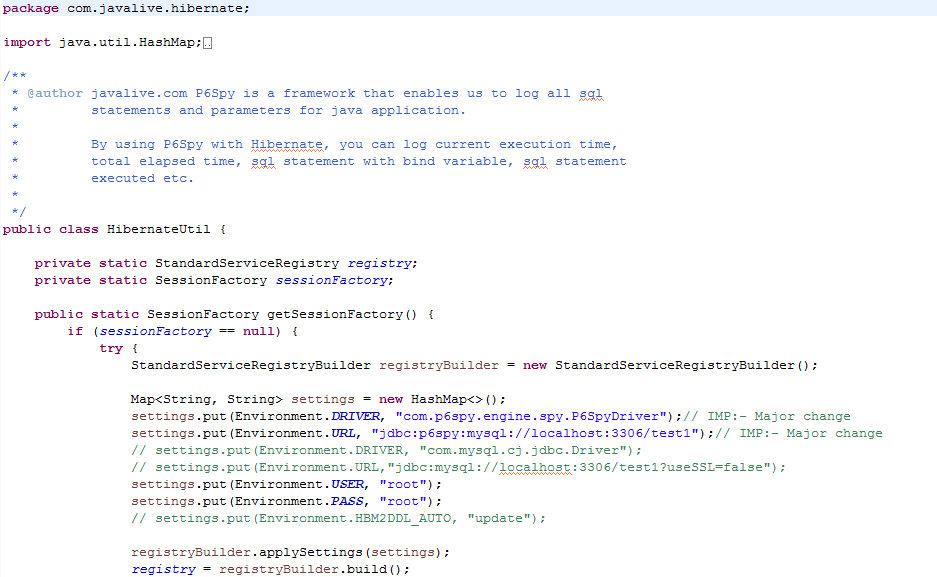 package com.javalive.hibernate;
import java.util.HashMap;
/**
 * @author javalive.com P6Spy is a framework that enables us to log all sql
 *         statements and parameters for java application.
 *
 *         By using P6Spy with Hibernate, you can log current execution time,
 *         total elapsed time, sql statement with bind variable, sql statement
 *         executed etc.
 *
 */
public class HibernateUtil {
    private static StandardServiceRegistry registry;
    private static SessionFactory sessionFactory;
    public static SessionFactory getSessionFactory() {
        if (sessionFactory == null) {
            try {
                StandardServiceRegistryBuilder registryBuilder = new StandardServiceRegistryBuilder();
                Map<String, String> settings = new HashMap<>();
                settings.put(Environment.DRIVER, "com.p6spy.engine.spy.P6SpyDriver");// IMP:- Major change
                settings.put(Environment.URL, "jdbc:p6spy:mysql://localhost:3306/test1");// IMP:- Major change
                // settings.put(Environment.DRIVER, "com.mysql.cj.jdbc.Driver");
                // settings.put(Environment.URL,"jdbc:mysql://localhost:3306/test1?useSSL=false");
                settings.put(Environment.USER, "root");
                settings.put(Environment.PASS, "root");
                // settings.put(Environment.HBM2DDL_AUTO, "update");
                registryBuilder.applySettings(settings);
                registry = registryBuilder.build();